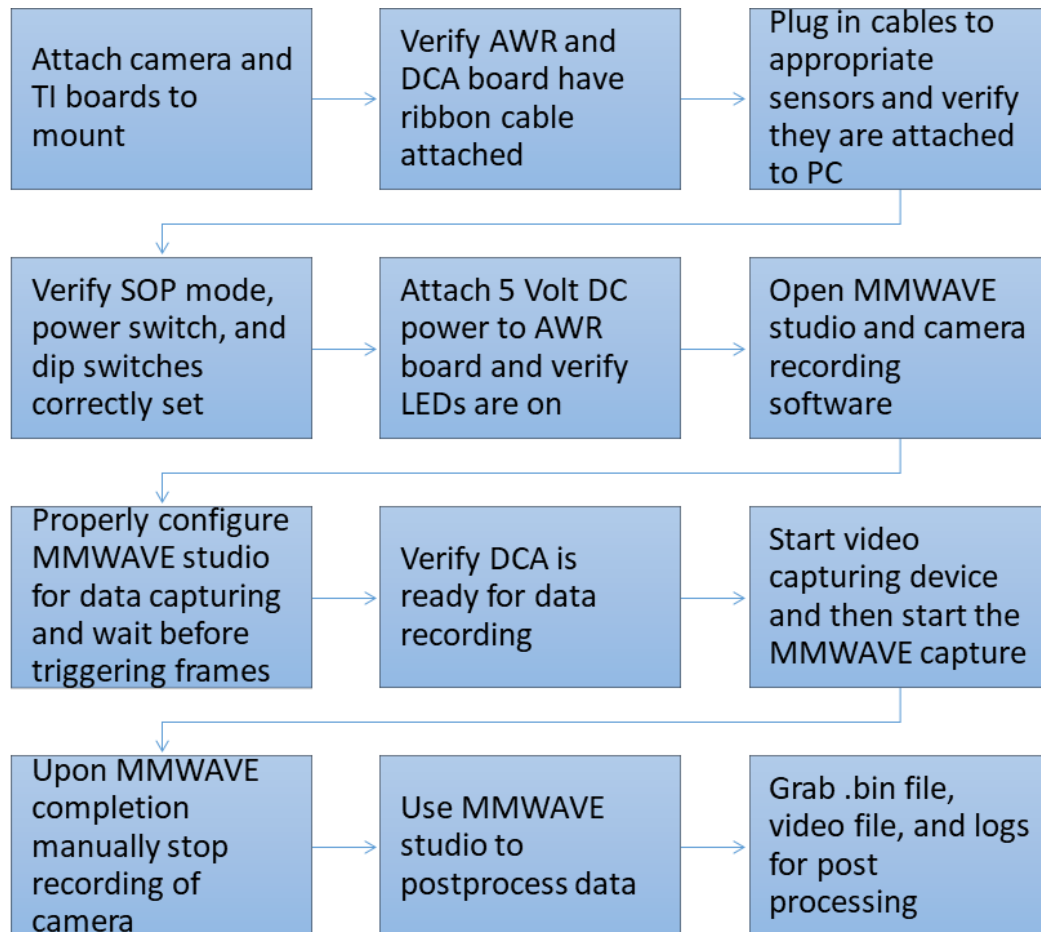 Attach camera and
TI boards to
mount
Verify AWR and
DCA board have
ribbon cable
attached
Plug in cables to
appropriate
sensors and verify
they are attached
to PC
Verify SOP mode,
power switch, and
dip switches
correctly set
Attach 5 Volt DC
power to AWR
board and verify
LEDs are on
Open MMWAVE
studio and camera
recording
software
Properly configure
MMWAVE studio
for data capturing
and wait before
triggering frames
Verify DCA is
ready for data
recording
Start video
capturing device
and then start the
MMWAVE capture
Upon MMWAVE
completion
manually stop
recording of
camera
Use MMWAVE
studio to
postprocess data
Grab .bin file,
video file, and logs
for post
processing